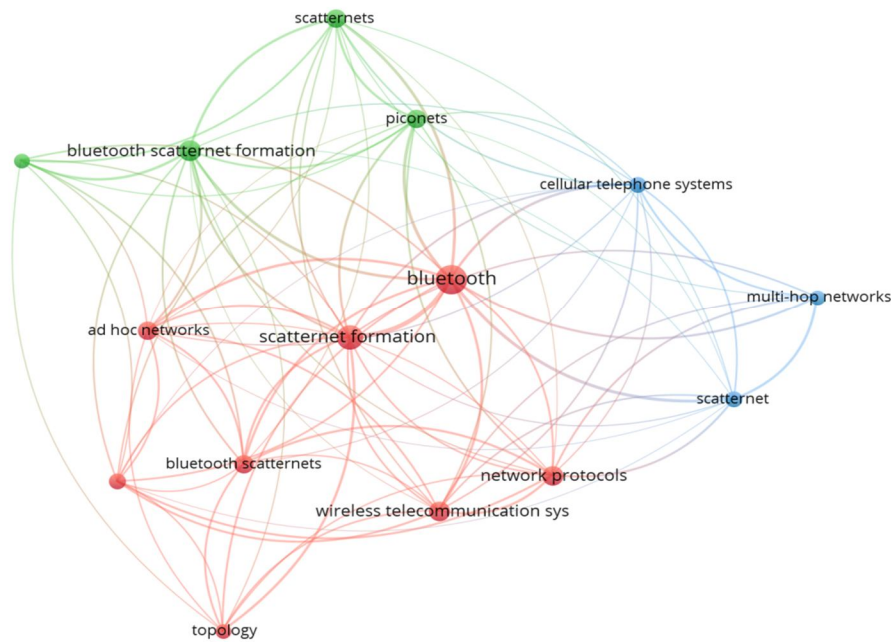 scatternets
piconets
bluetooth scatternet formation
cellular telephone systems
bluetooth
multi-hop networks
ad hoc networks
scatternet formation
scatternet
bluetooth scatternets
network protocols
wireless telecommunication sys
topology